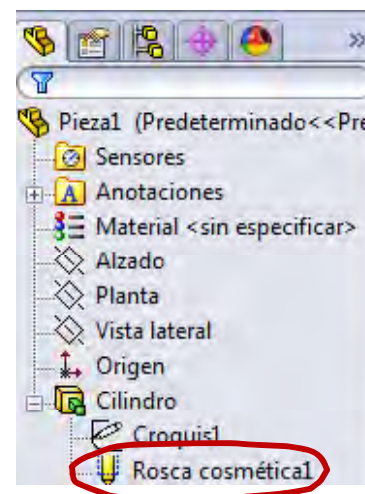 »
Pieza1 (Predeterminado<<Pre
Sensores
A Anotaciones
Material <sin especificar>
Alzado
Planta
Vista lateral
Origen
Cilindro
Croquis1
Rosca cosmética1